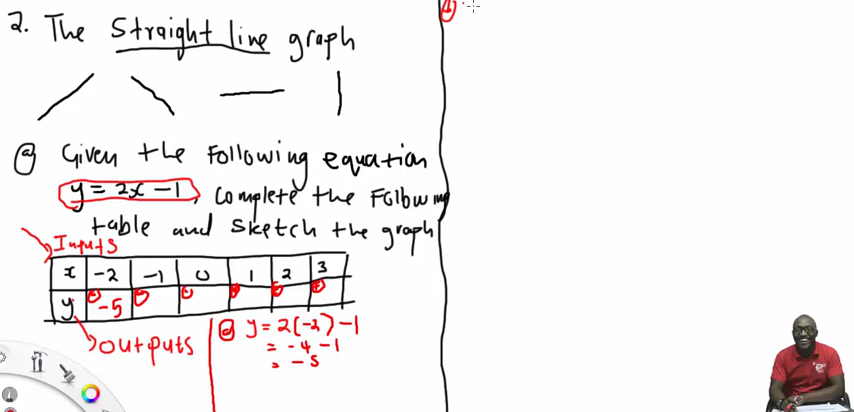 2. The Straight line graph
@ Given the following equation
y = 2x - 1, complete the following
table and sketch the graph
Inputs
x -2 -1 0 1 2 3
y -5
outputs
@ y = 2(-2) - 1
= -4 - 1
= -5